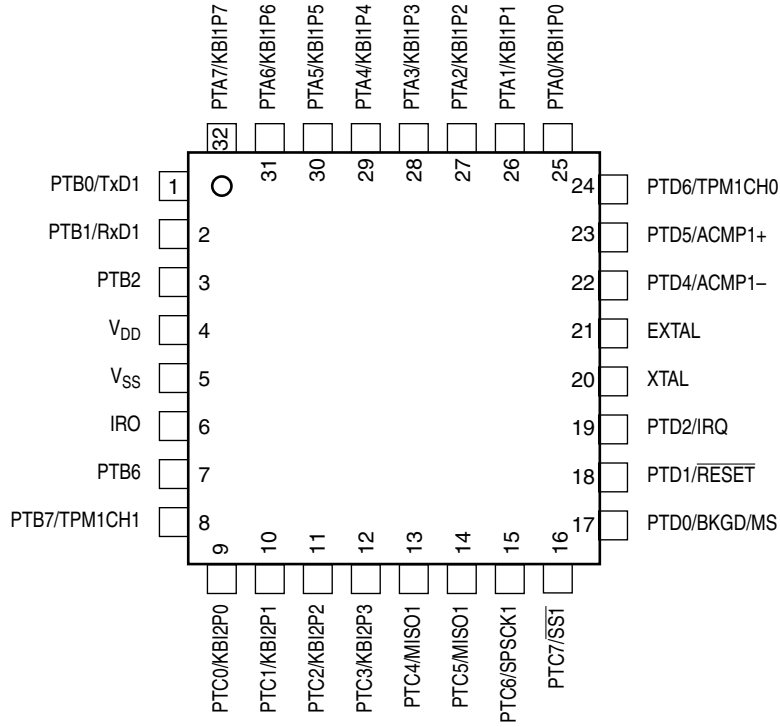 PTA7/KBI1P7
PTA6/KBI1P6
PTA5/KBI1P5
PTA4/KBI1P4
PTA3/KBI1P3
PTA2/KBI1P2
PTA1/KBI1P1
PTA0/KBI1P0
32
31
30
29
28
27
26
25
PTB0/TxD1 1
PTB1/RxD1 2
PTB2 3
VDD 4
VSS 5
IRO 6
PTB6 7
PTB7/TPM1CH1 8
24 PTD6/TPM1CH0
23 PTD5/ACMP1+
22 PTD4/ACMP1–
21 EXTAL
20 XTAL
19 PTD2/IRQ
18 PTD1/RESET
17 PTD0/BKGD/MS
9
10
11
12
13
14
15
16
PTC0/KBI2P0
PTC1/KBI2P1
PTC2/KBI2P2
PTC3/KBI2P3
PTC4/MISO1
PTC5/MISO1
PTC6/SPSCK1
PTC7/SS1